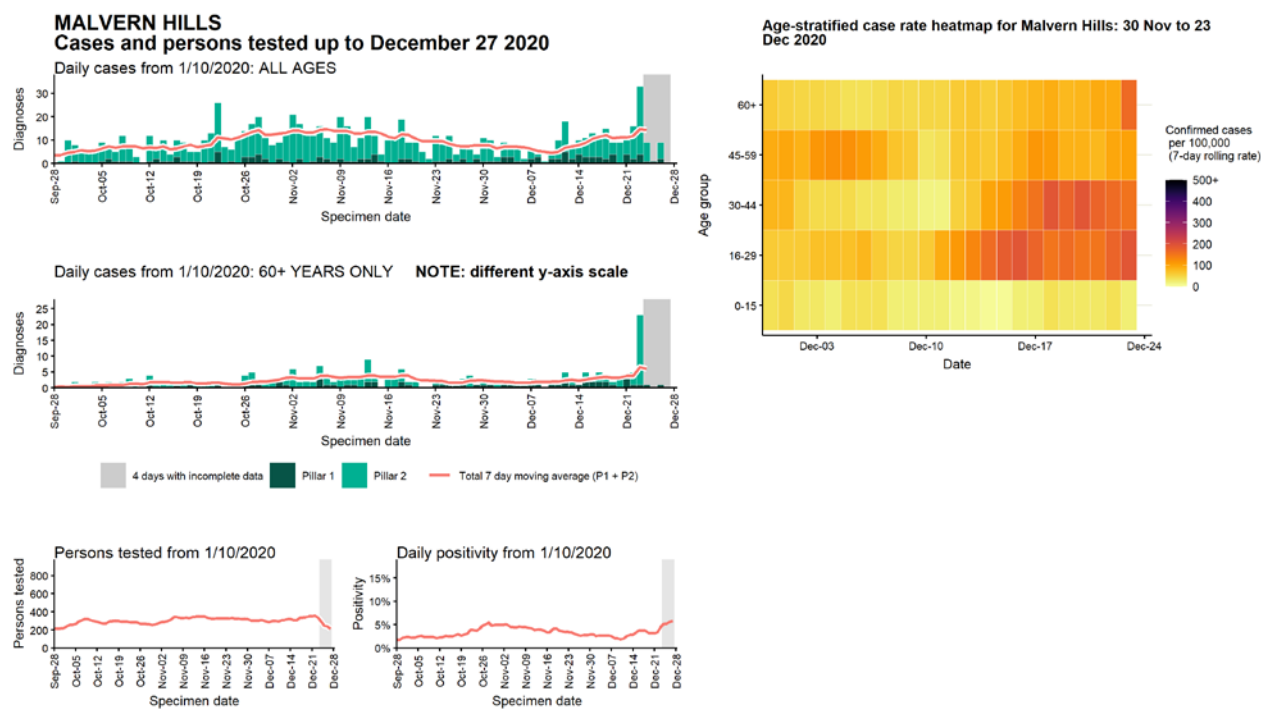 MALVERN HILLS
Cases and persons tested up to December 27 2020
Daily cases from 1/10/2020: ALL AGES
Diagnoses
30
20
10
0
Sep-28
Oct-05
Oct-12
Oct-19
Oct-26
Nov-02
Nov-09
Nov-16
Nov-23
Nov-30
Dec-07
Dec-14
Dec-21
Dec-28
Specimen date
Daily cases from 1/10/2020: 60+ YEARS ONLY NOTE: different y-axis scale
Diagnoses
25
20
15
10
5
0
Sep-28
Oct-05
Oct-12
Oct-19
Oct-26
Nov-02
Nov-09
Nov-16
Nov-23
Nov-30
Dec-07
Dec-14
Dec-21
Dec-28
Specimen date
4 days with incomplete data Pillar 1 Pillar 2 Total 7 day moving average (P1 + P2)
Persons tested from 1/10/2020
Persons tested
800
600
400
200
0
Sep-28
Oct-05
Oct-12
Oct-19
Oct-26
Nov-02
Nov-09
Nov-16
Nov-23
Nov-30
Dec-07
Dec-14
Dec-21
Dec-28
Specimen date
Daily positivity from 1/10/2020
Positivity
15%
10%
5%
0%
Sep-28
Oct-05
Oct-12
Oct-19
Oct-26
Nov-02
Nov-09
Nov-16
Nov-23
Nov-30
Dec-07
Dec-14
Dec-21
Dec-28
Specimen date
Age-stratified case rate heatmap for Malvern Hills: 30 Nov to 23
Dec 2020
Age group
60+
45-59
30-44
16-29
0-15
Dec-03
Dec-10
Dec-17
Dec-24
Date
Confirmed cases
per 100,000
(7-day rolling rate)
500+
400
300
200
100
0